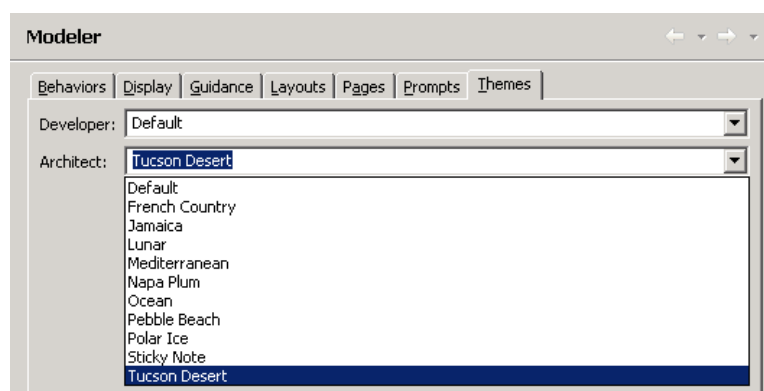 Modeler
Behaviors Display Guidance Layouts Pages Prompts Themes
Developer: Default
Architect: Tucson Desert
Default
French Country
Jamaica
Lunar
Mediterranean
Napa Plum
Ocean
Pebble Beach
Polar Ice
Sticky Note
Tucson Desert